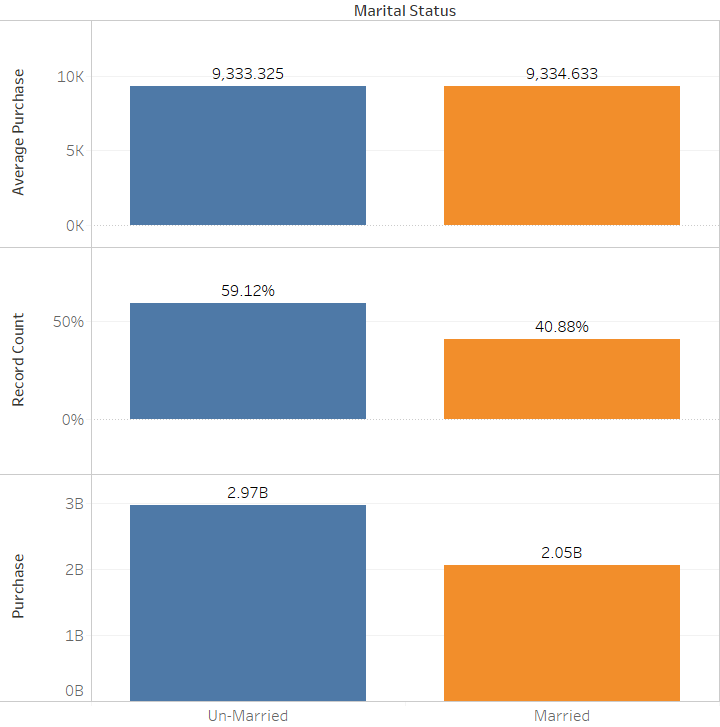 Marital Status
Average Purchase
10K
5K
0K
9,333.325
9,334.633
Record Count
50%
0%
59.12%
40.88%
Purchase
3B
2B
1B
0B
2.97B
2.05B
Un-Married
Married